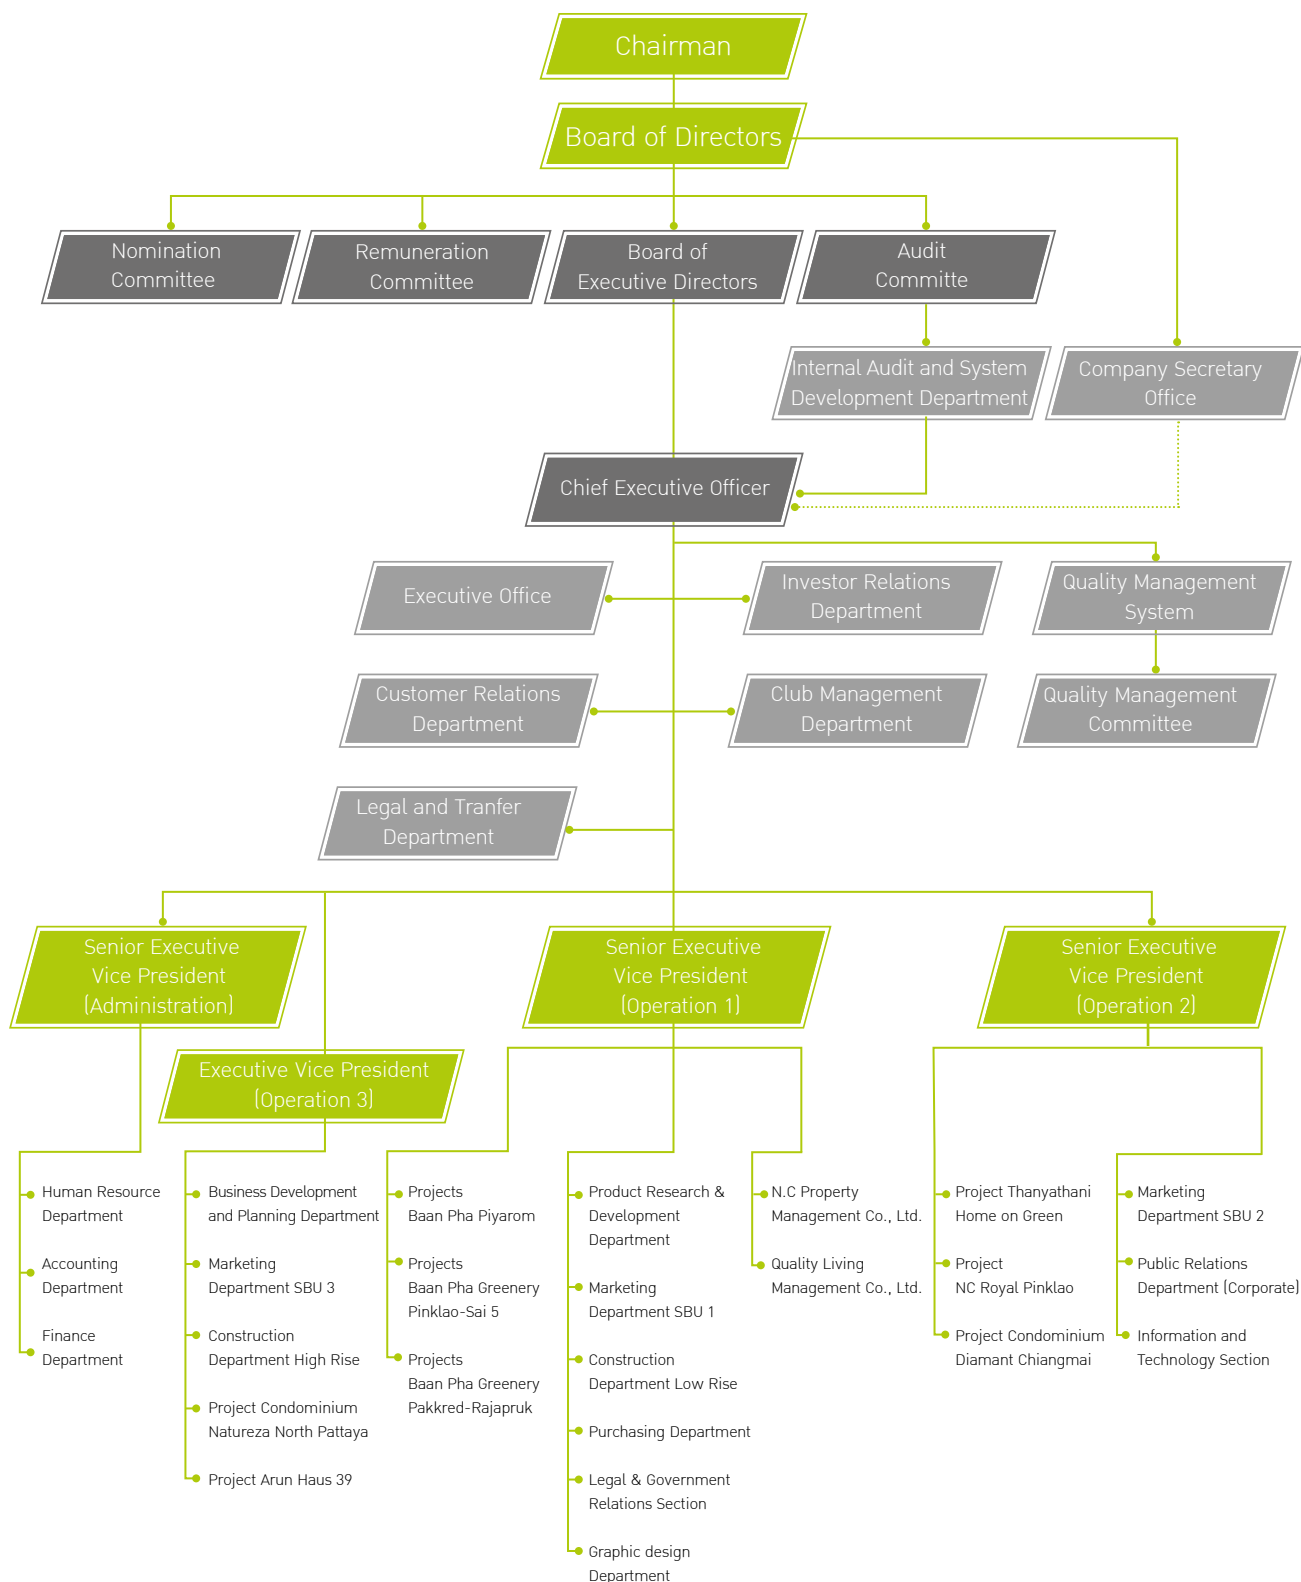 Chairman
Board of Directors
Nomination
Committee
Remuneration
Committee
Board of
Executive Directors
Audit
Committe
Internal Audit and System
Development Department
Company Secretary
Office
Chief Executive Officer
Executive Office
Investor Relations
Department
Quality Management
System
Customer Relations
Department
Club Management
Department
Quality Management
Committee
Legal and Tranfer
Department
Senior Executive
Vice President
(Administration)
Senior Executive
Vice President
(Operation 1)
Senior Executive
Vice President
(Operation 2)
Executive Vice President
(Operation 3)
Human Resource
Department
Accounting
Department
Finance
Department
Business Development
and Planning Department
Marketing
Department SBU 3
Construction
Department High Rise
Project Condominium
Natureza North Pattaya
Project Arun Haus 39
Projects
Baan Pha Piyarom
Projects
Baan Pha Greenery
Pinklao-Sai 5
Projects
Baan Pha Greenery
Pakkred-Rajapruk
Product Research &
Development
Department
Marketing
Department SBU 1
Construction
Department Low Rise
Purchasing Department
Legal & Government
Relations Section
Graphic design
Department
N.C Property
Management Co., Ltd.
Quality Living
Management Co., Ltd.
Project Thanyathani
Home on Green
Project
NC Royal Pinklao
Project Condominium
Diamant Chiangmai
Marketing
Department SBU 2
Public Relations
Department (Corporate)
Information and
Technology Section